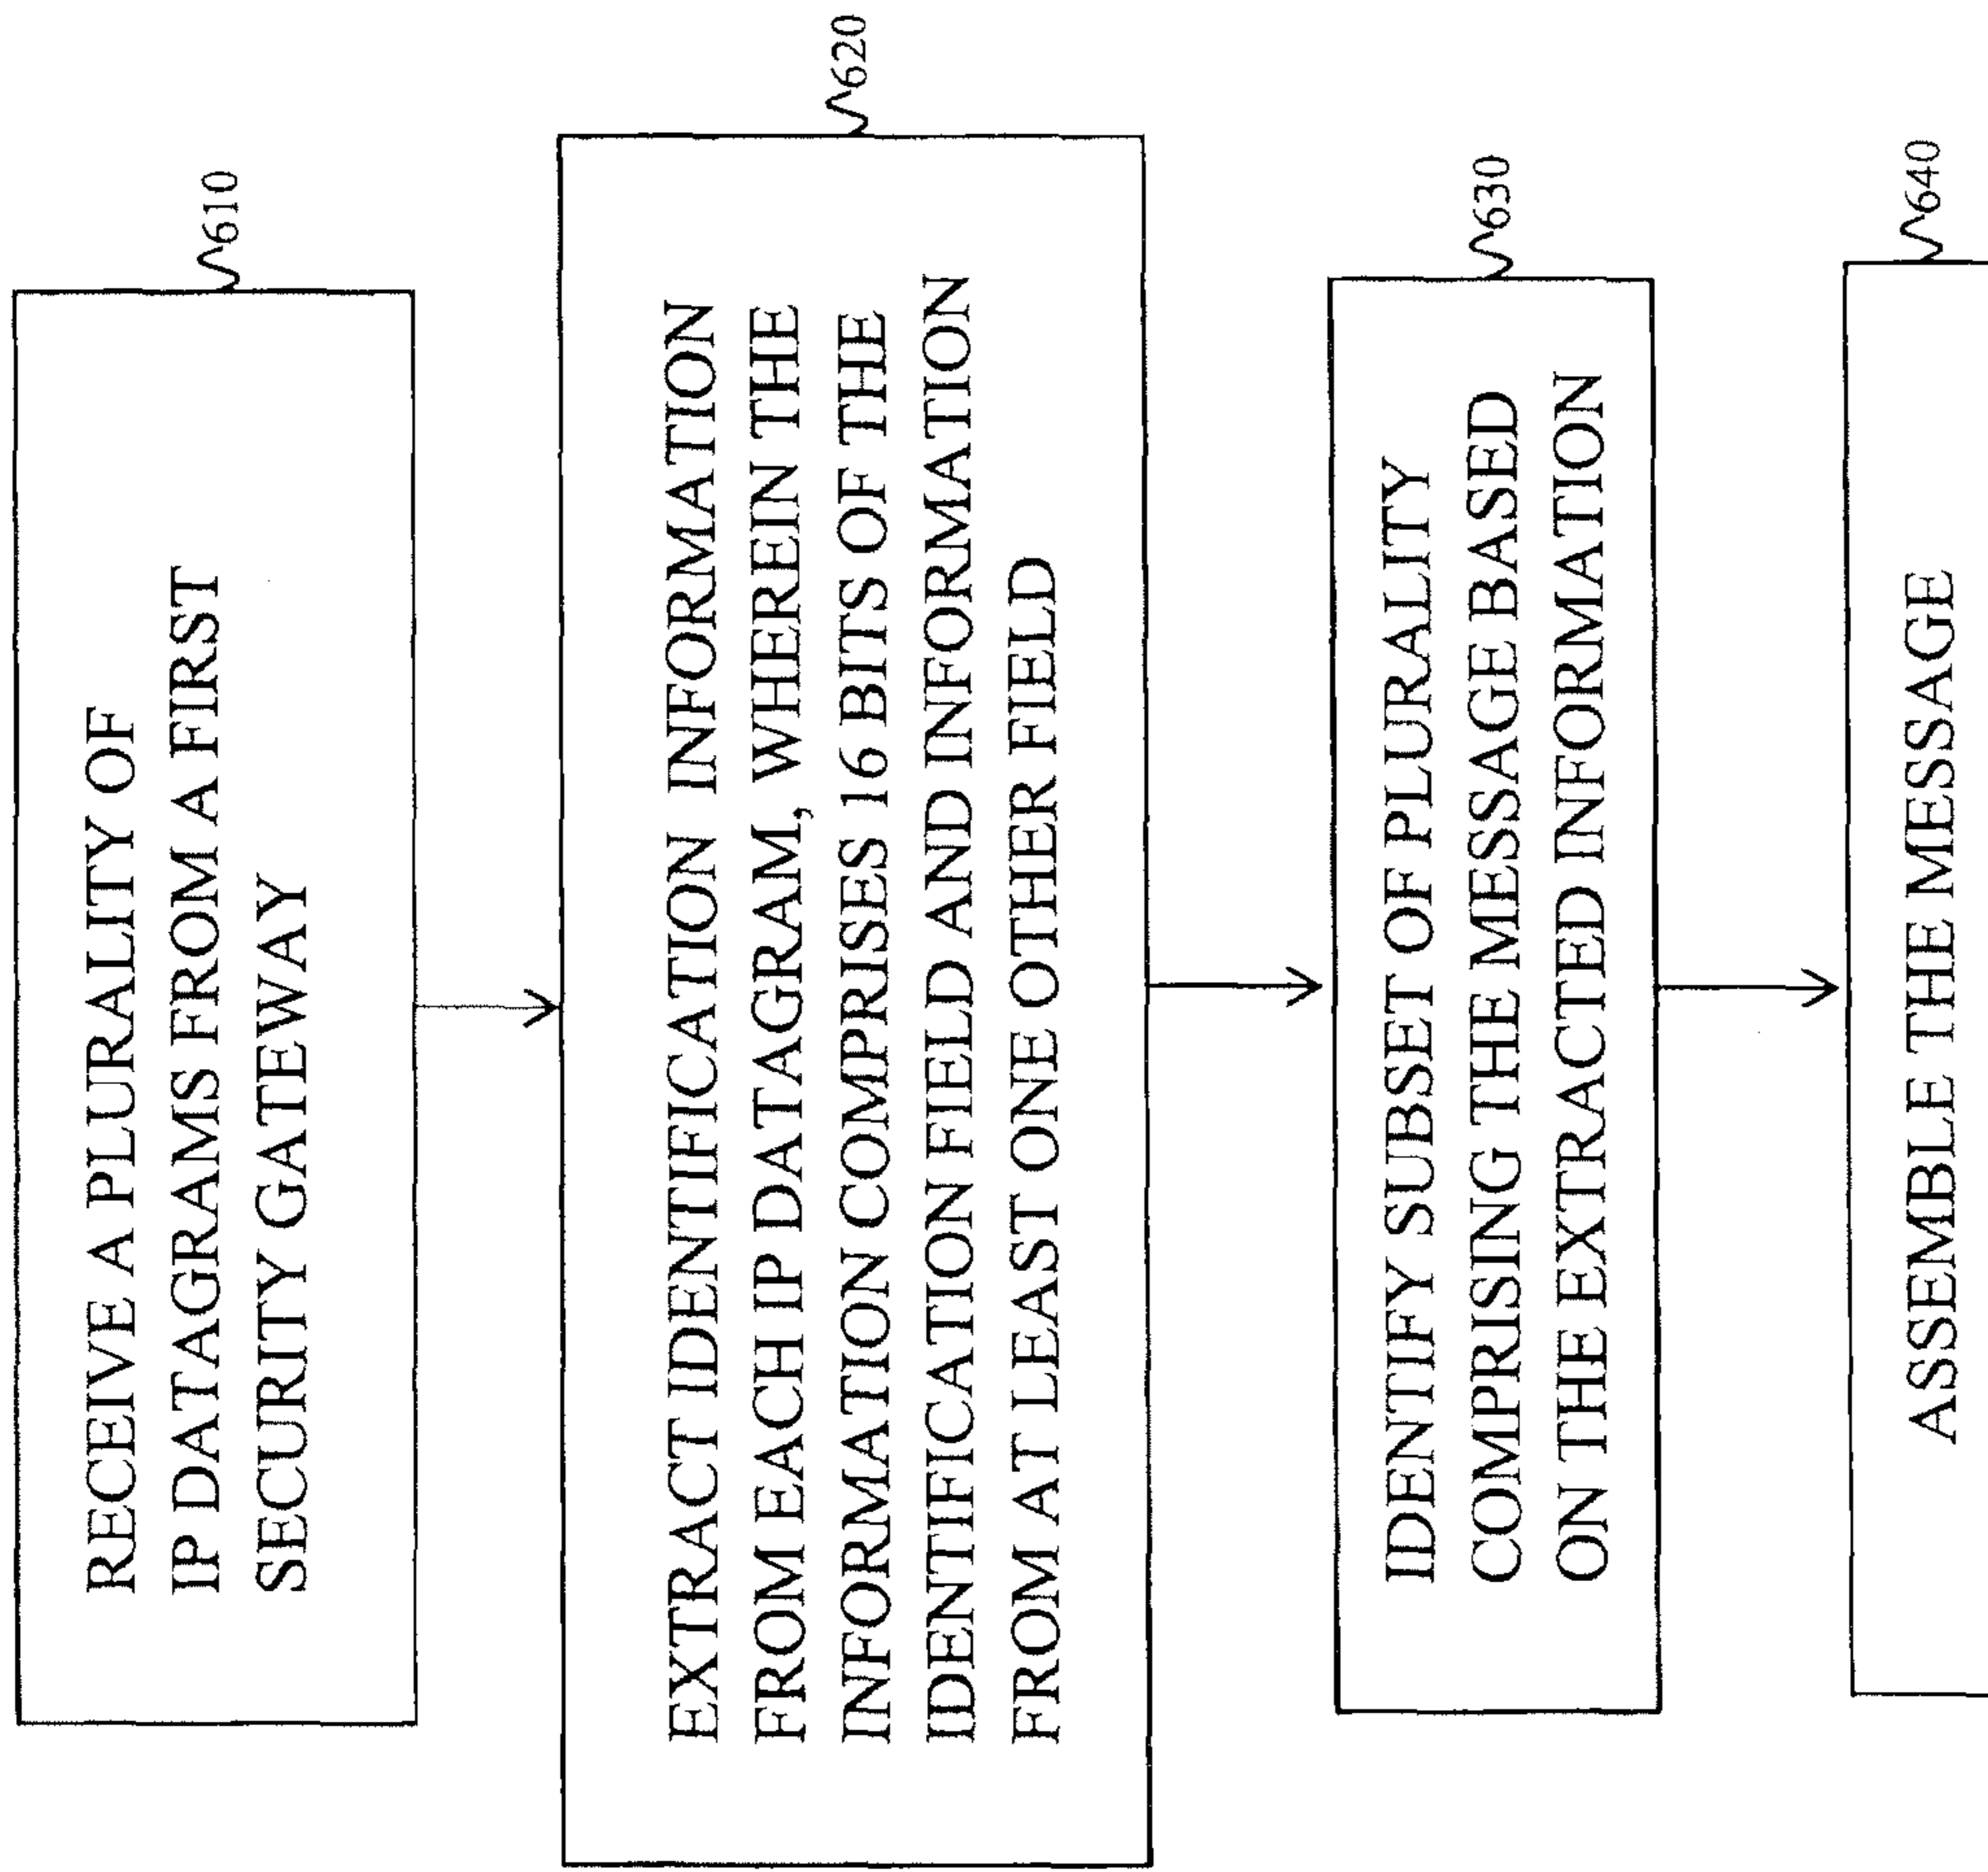 RECEIVE A PLURALITY OF
IP DATAGRAMS FROM A FIRST
SECURITY GATEWAY
610
EXTRACT IDENTIFICATION INFORMATION
FROM EACH IP DATAGRAM, WHEREIN THE
INFORMATION COMPRISES 16 BITS OF THE
IDENTIFICATION FIELD AND INFORMATION
FROM AT LEAST ONE OTHER FIELD
620
IDENTIFY SUBSET OF PLURALITY
COMPRISING THE MESSAGE BASED
ON THE EXTRACTED INFORMATION
630
ASSEMBLE THE MESSAGE
640